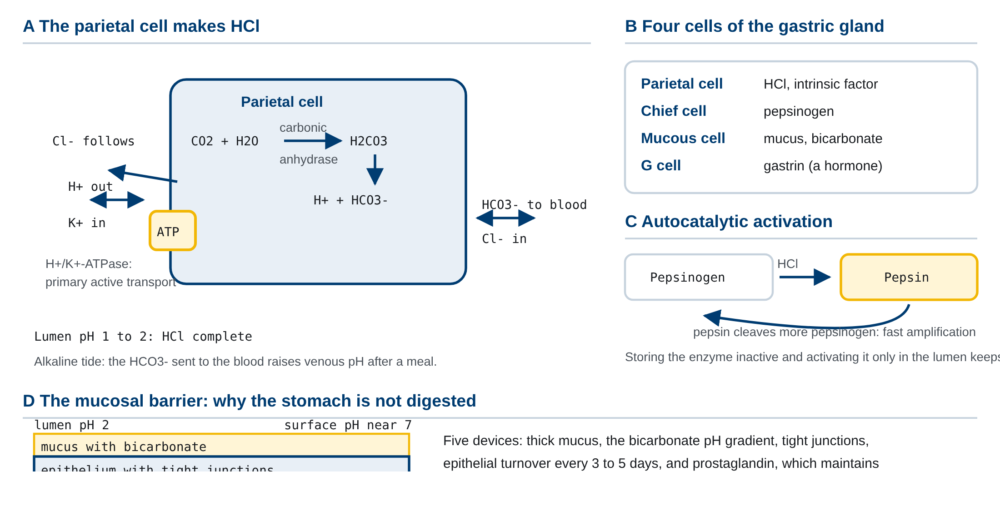 A The parietal cell makes HCl
Parietal cell
carbonic
Cl- follows
CO2 + H2O
H2CO3
anhydrase
H+ out
H+ + HCO3-
HCO3- to blood
K+ in
ATP
Cl- in
H+/K+-ATPase:
primary active transport
Lumen pH 1 to 2: HCl complete
Alkaline tide: the HCO3- sent to the blood raises venous pH after a meal.
B Four cells of the gastric gland
Parietal cell HCl, intrinsic factor
Chief cell pepsinogen
Mucous cell mucus, bicarbonate
G cell gastrin (a hormone)
C Autocatalytic activation
HCl
Pepsinogen
Pepsin
pepsin cleaves more pepsinogen: fast amplification
Storing the enzyme inactive and activating it only in the lumen keeps
D The mucosal barrier: why the stomach is not digested
lumen pH 2
surface pH near 7
mucus with bicarbonate
epithelium with tight junctions
Five devices: thick mucus, the bicarbonate pH gradient, tight junctions,
epithelial turnover every 3 to 5 days, and prostaglandin, which maintains